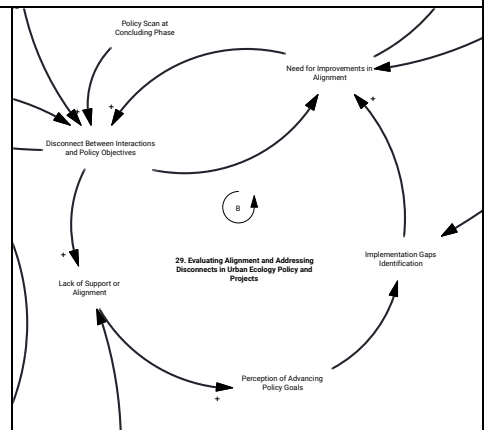 Policy Scan at
Concluding Phase
Need for Improvements in
Alignment
+
+
+
Disconnect Between Interactions
and Policy Objectives
B
+
Implementation Gaps
Identification
29. Evaluating Alignment and Addressing
Disconnects in Urban Ecology Policy and
Projects
Lack of Support or
Alignment
Perception of Advancing
Policy Goals
+